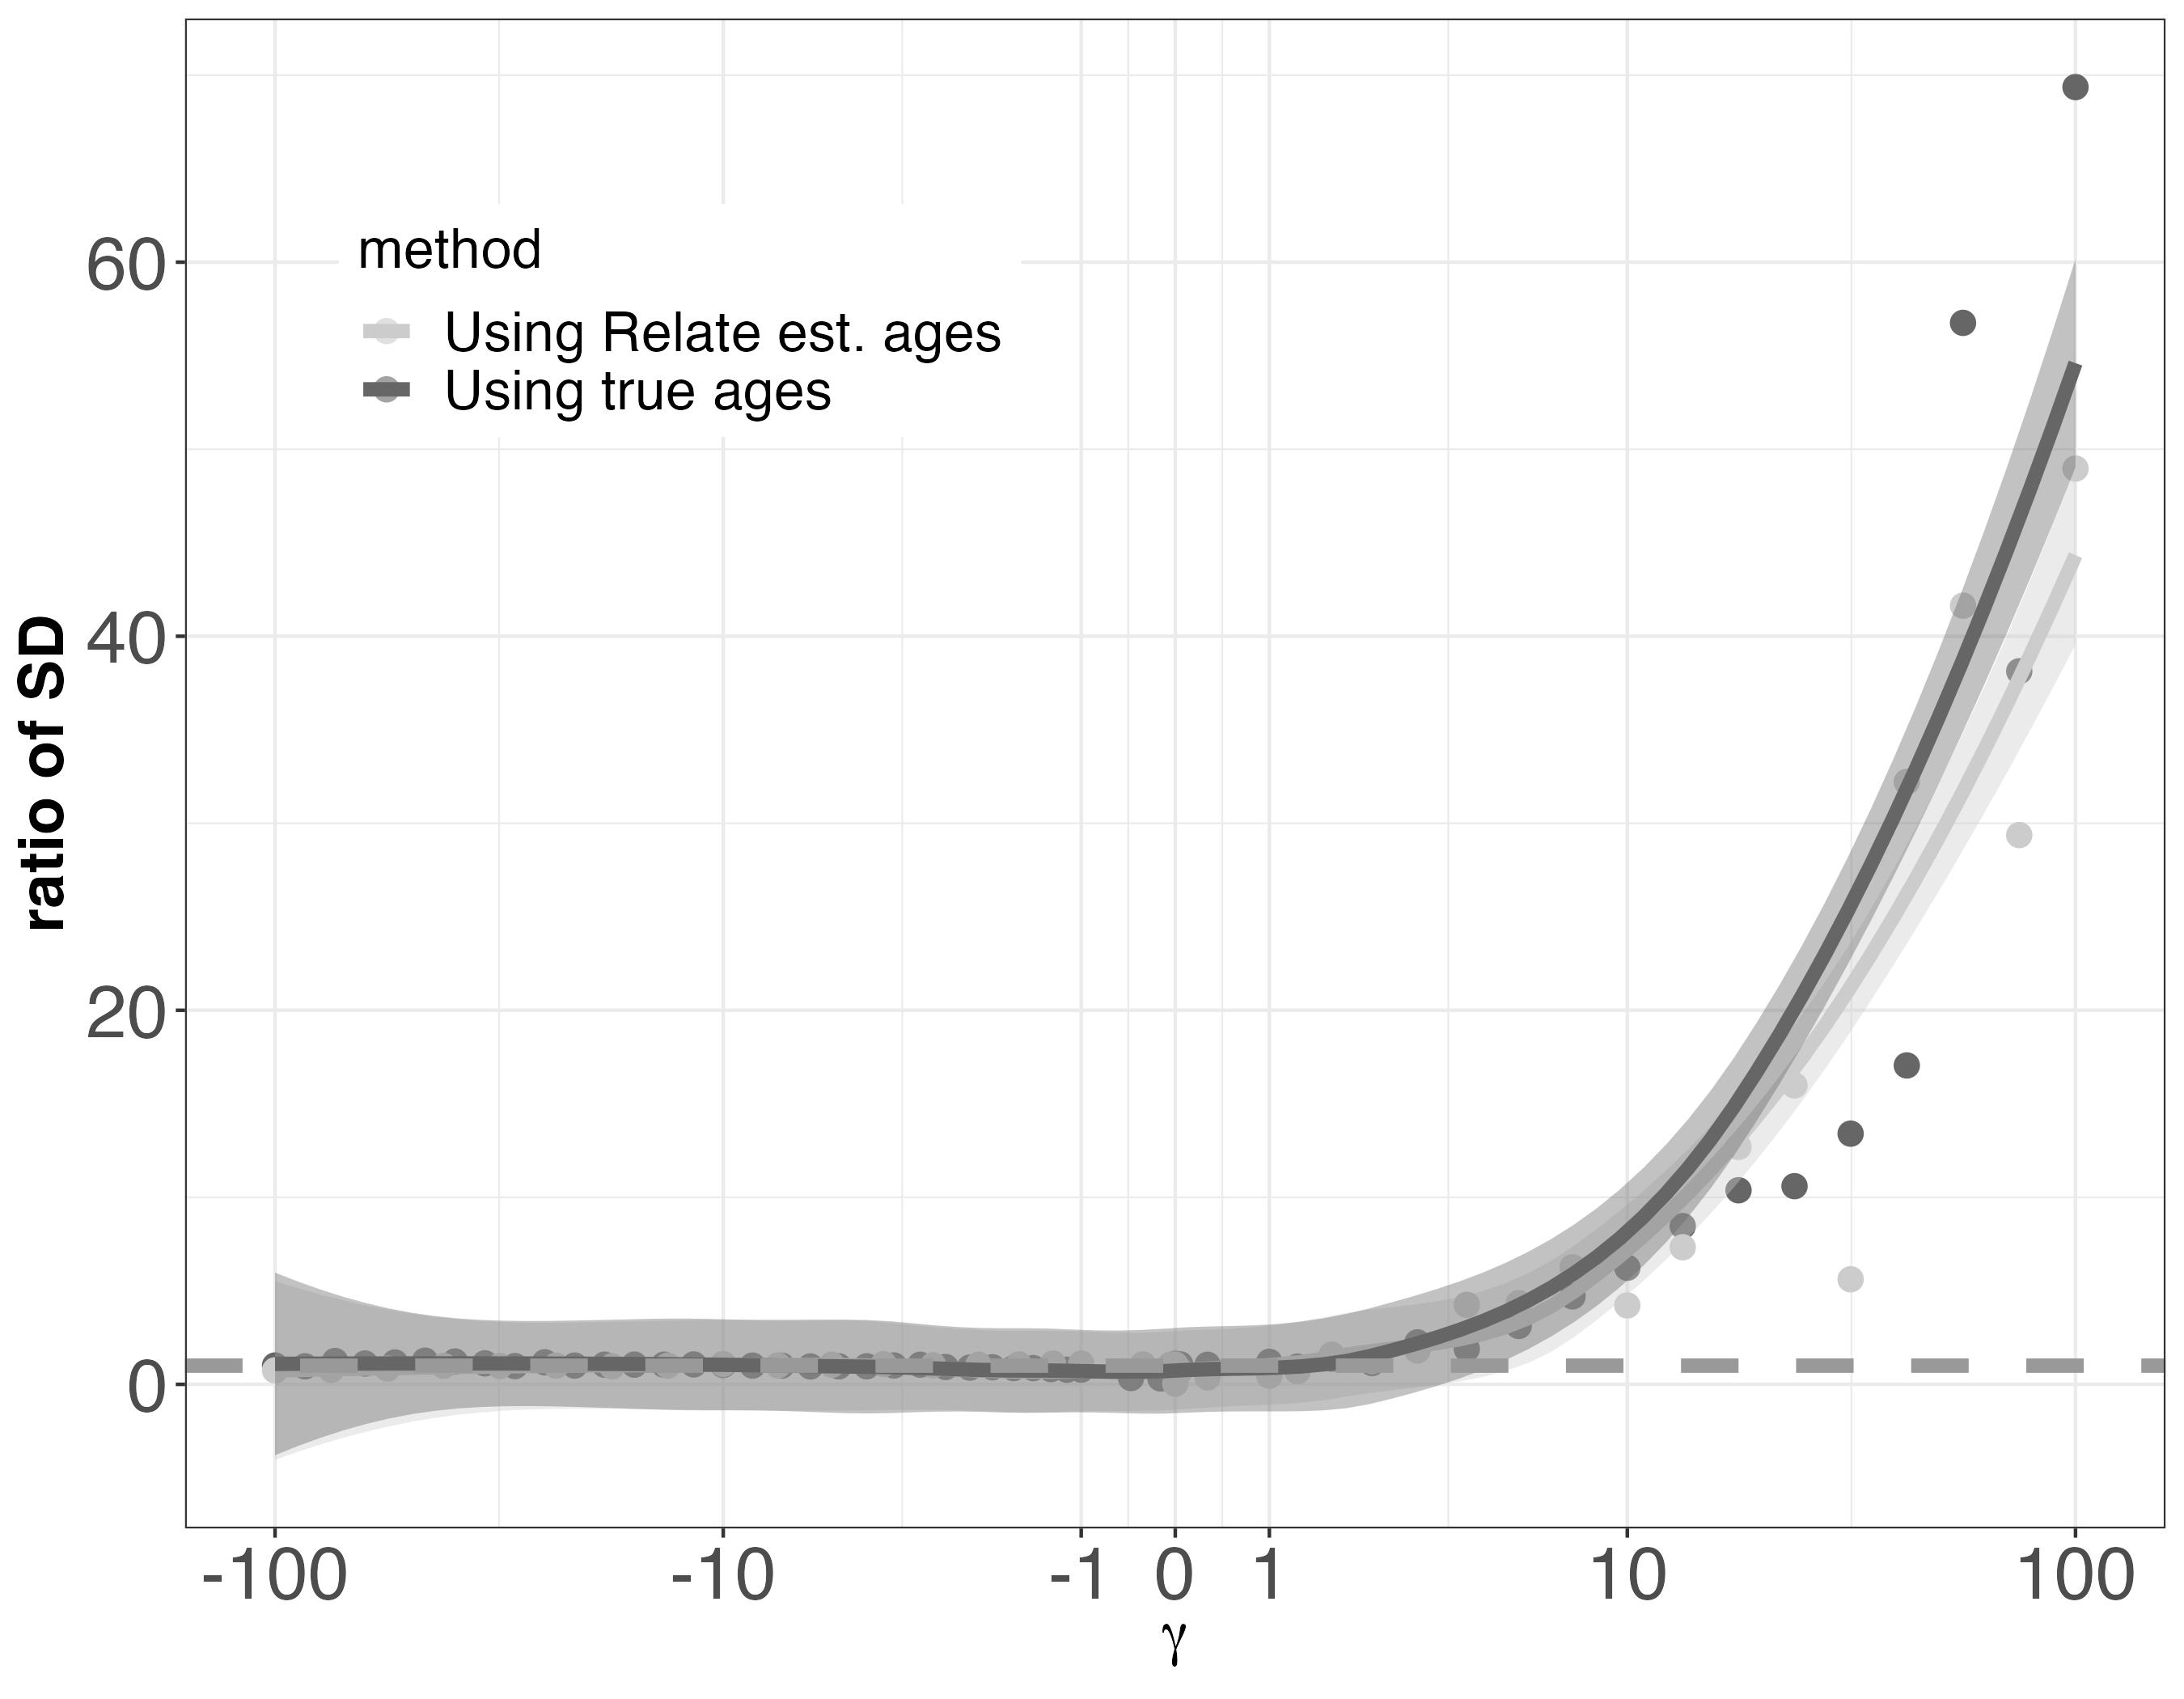 method
Using Relate est. ages
Using true ages
ratio of SD
60
40
20
0
-100
-10
-1
0
1
10
100
γ